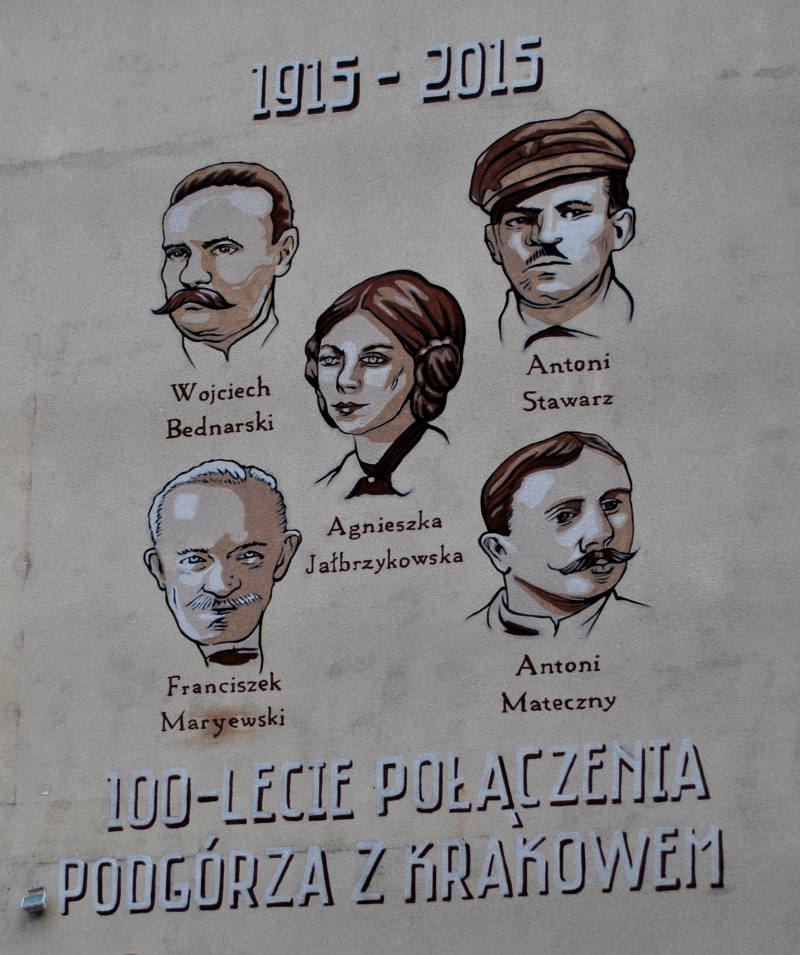 1915 - 2015
Wojciech
Bednarski
Antoni
Stawarz
Agnieszka
Jałbrzykowska
Franciszek
Maryewski
Antoni
Mateczny
100-LECIE POŁĄCZENIA
PODGÓRZA Z KRAKOWEM